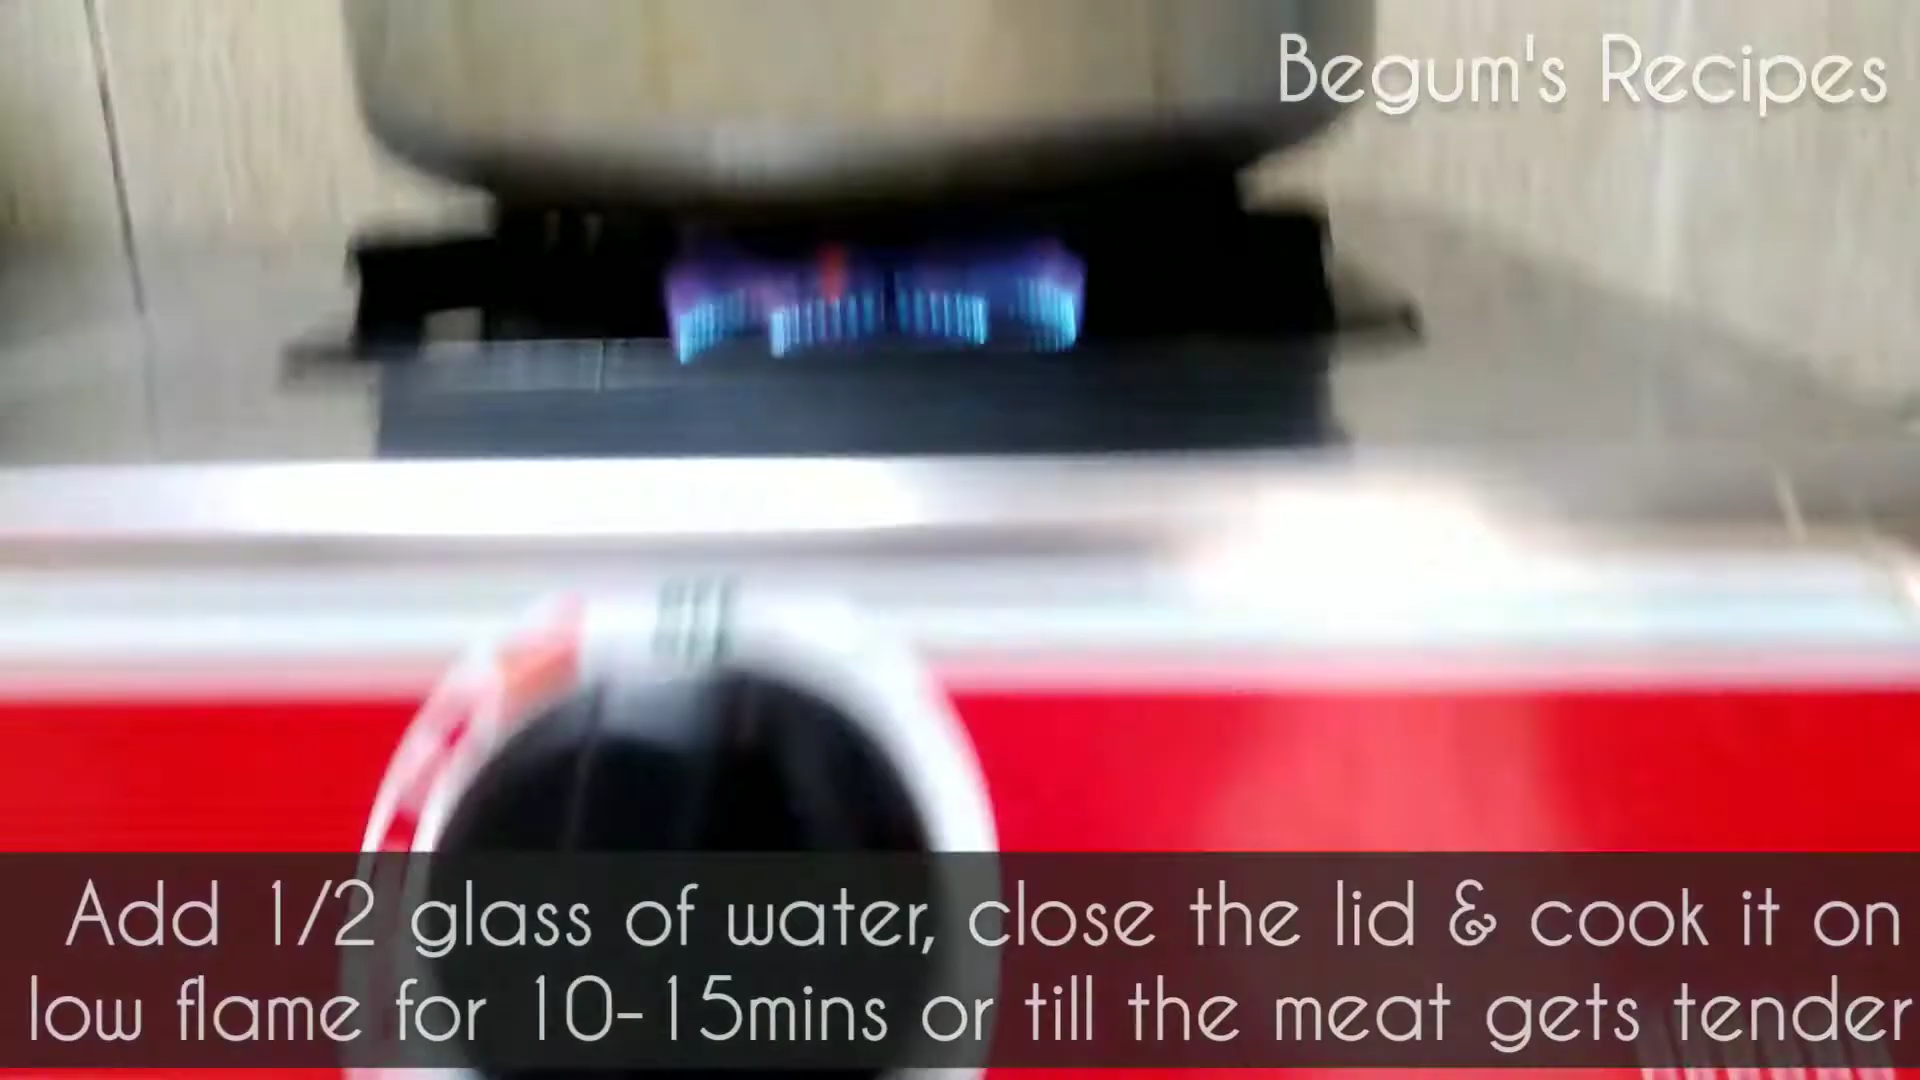 Begum's Recipes
Add 1/2 glass of water, close the lid & cook it on
low flame for 10-15mins or till the meat gets tender